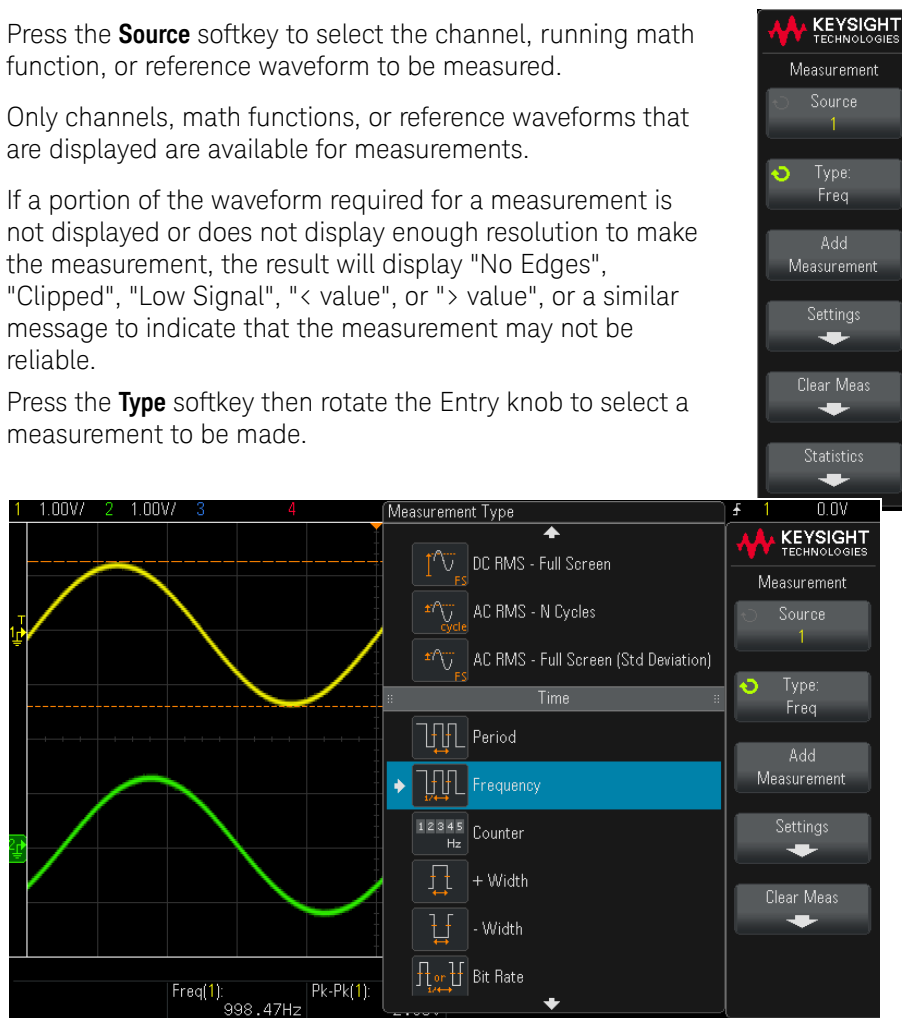 Press the Source softkey to select the channel, running math
function, or reference waveform to be measured.
Only channels, math functions, or reference waveforms that
are displayed are available for measurements.
If a portion of the waveform required for a measurement is
not displayed or does not display enough resolution to make
the measurement, the result will display "No Edges",
"Clipped", "Low Signal", "< value", or "> value", or a similar
message to indicate that the measurement may not be
reliable.
Press the Type softkey then rotate the Entry knob to select a
measurement to be made.
KEYSIGHT
TECHNOLOGIES
Measurement
Source
1
Type:
Freq
Add
Measurement
Settings
Clear Meas
Statistics
1 1.00V/ 2 1.00V/ 3 4
T
1
2
Freq(1):
998.47Hz
Pk-Pk(1):
Measurement Type
FS DC RMS - Full Screen
cycle AC RMS - N Cycles
FS AC RMS - Full Screen (Std Deviation)
Time
Period
1/ Frequency
12345 Hz Counter
+ Width
- Width
or 1/ Bit Rate
1 0.0V
KEYSIGHT
TECHNOLOGIES
Measurement
Source
1
Type:
Freq
Add
Measurement
Settings
Clear Meas